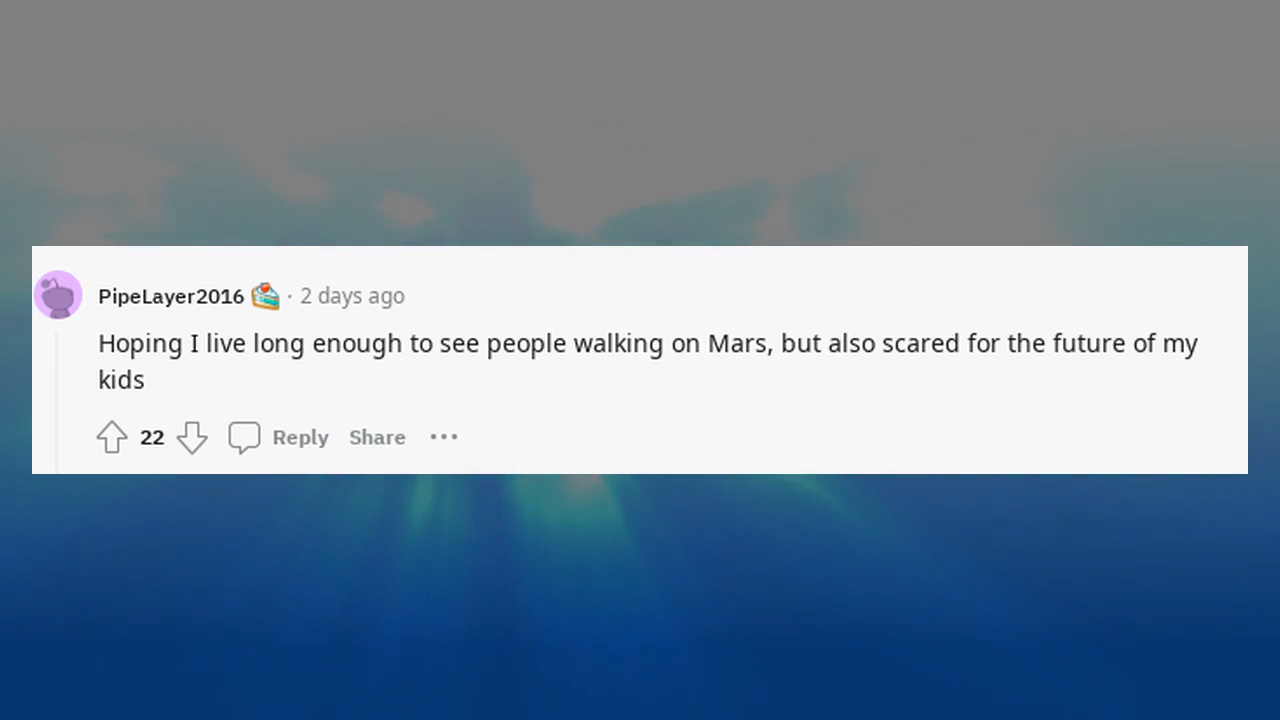 PipeLayer2016 🍰 · 2 days ago
Hoping I live long enough to see people walking on Mars, but also scared for the future of my
kids
22 Reply Share ···